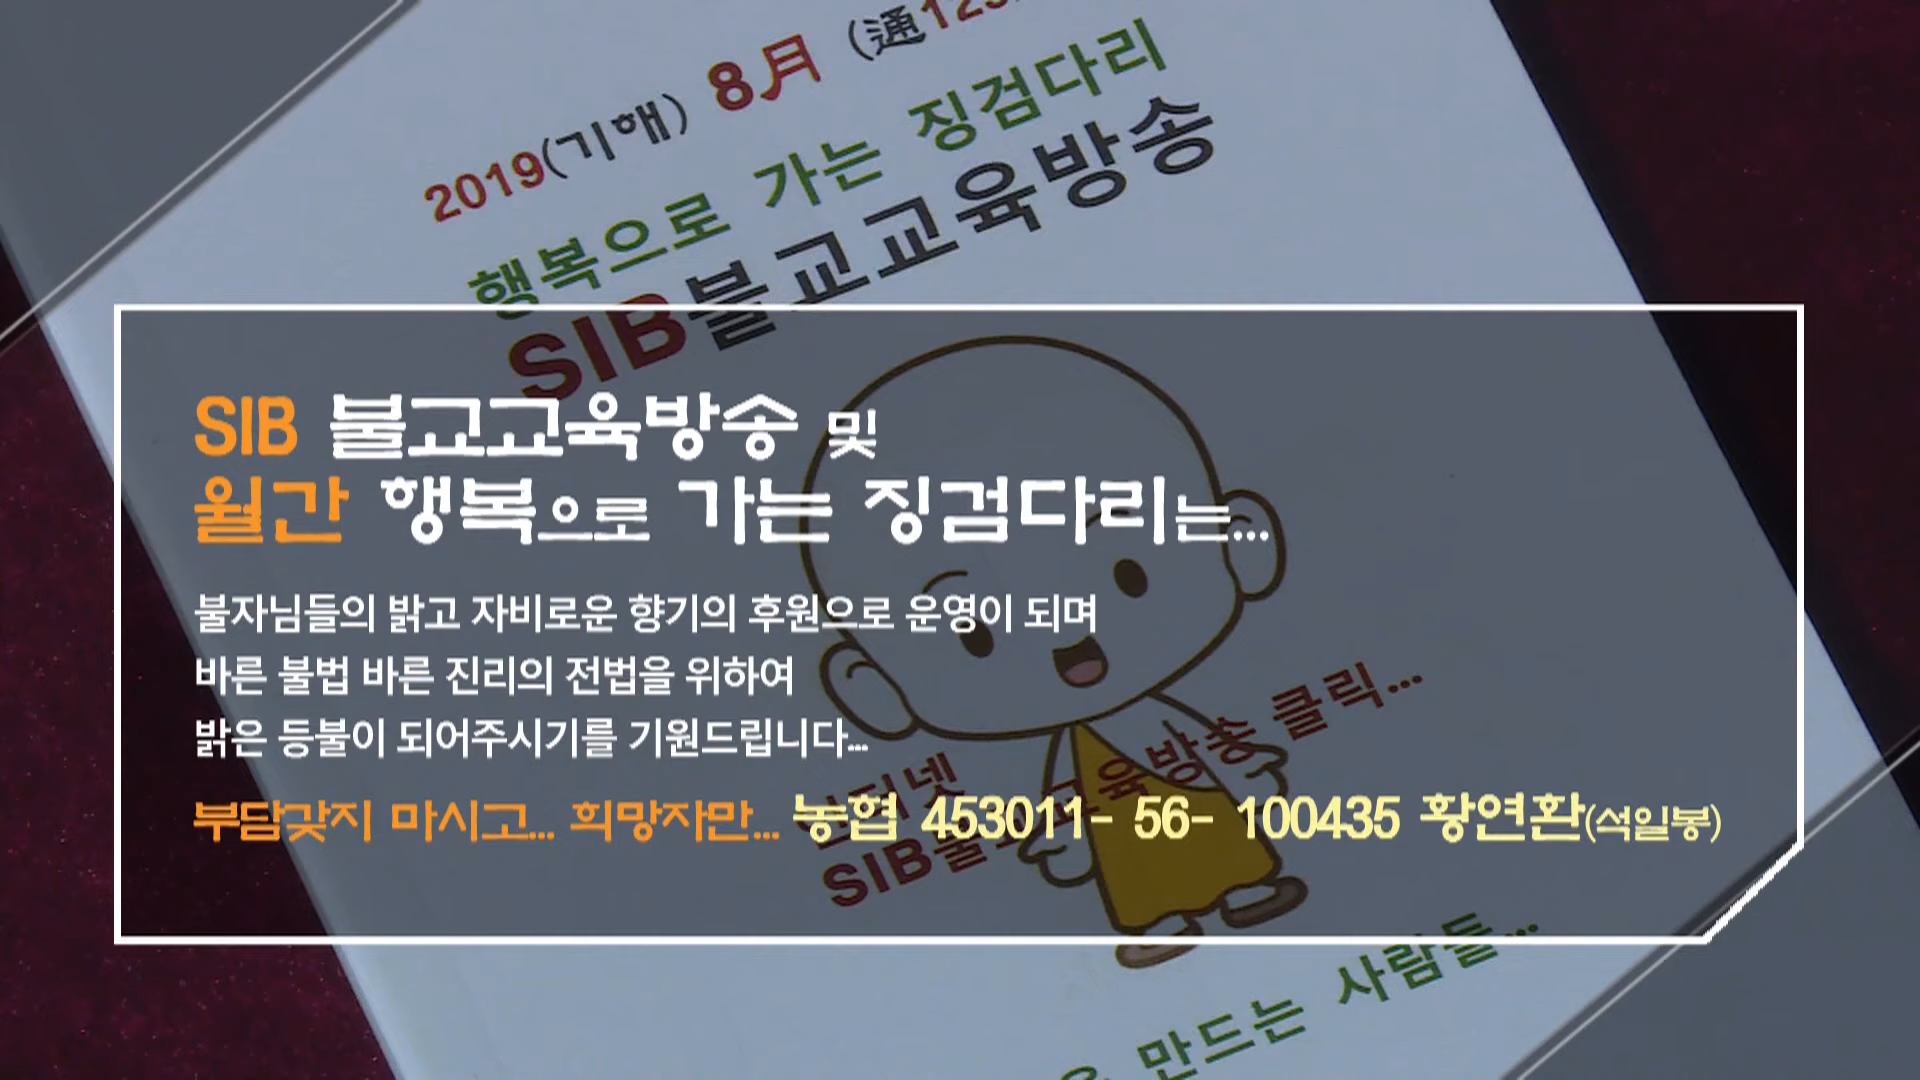 2019(기해) 8月 (通
행복으로 가는 징검다리
SIB불교교육방송
SIB 불교교육방송 및
월간 행복으로 가는 징검다리는...
불자님들의 밝고 자비로운 향기의 후원으로 운영이 되며
바른 불법 바른 진리의 전법을 위하여
밝은 등불이 되어주시기를 기원드립니다...
부담갖지 마시고... 희망자만... 농협 453011- 56- 100435 황연환(석일봉)
인터넷
SIB불교교육방송 클릭...
만드는 사람들...